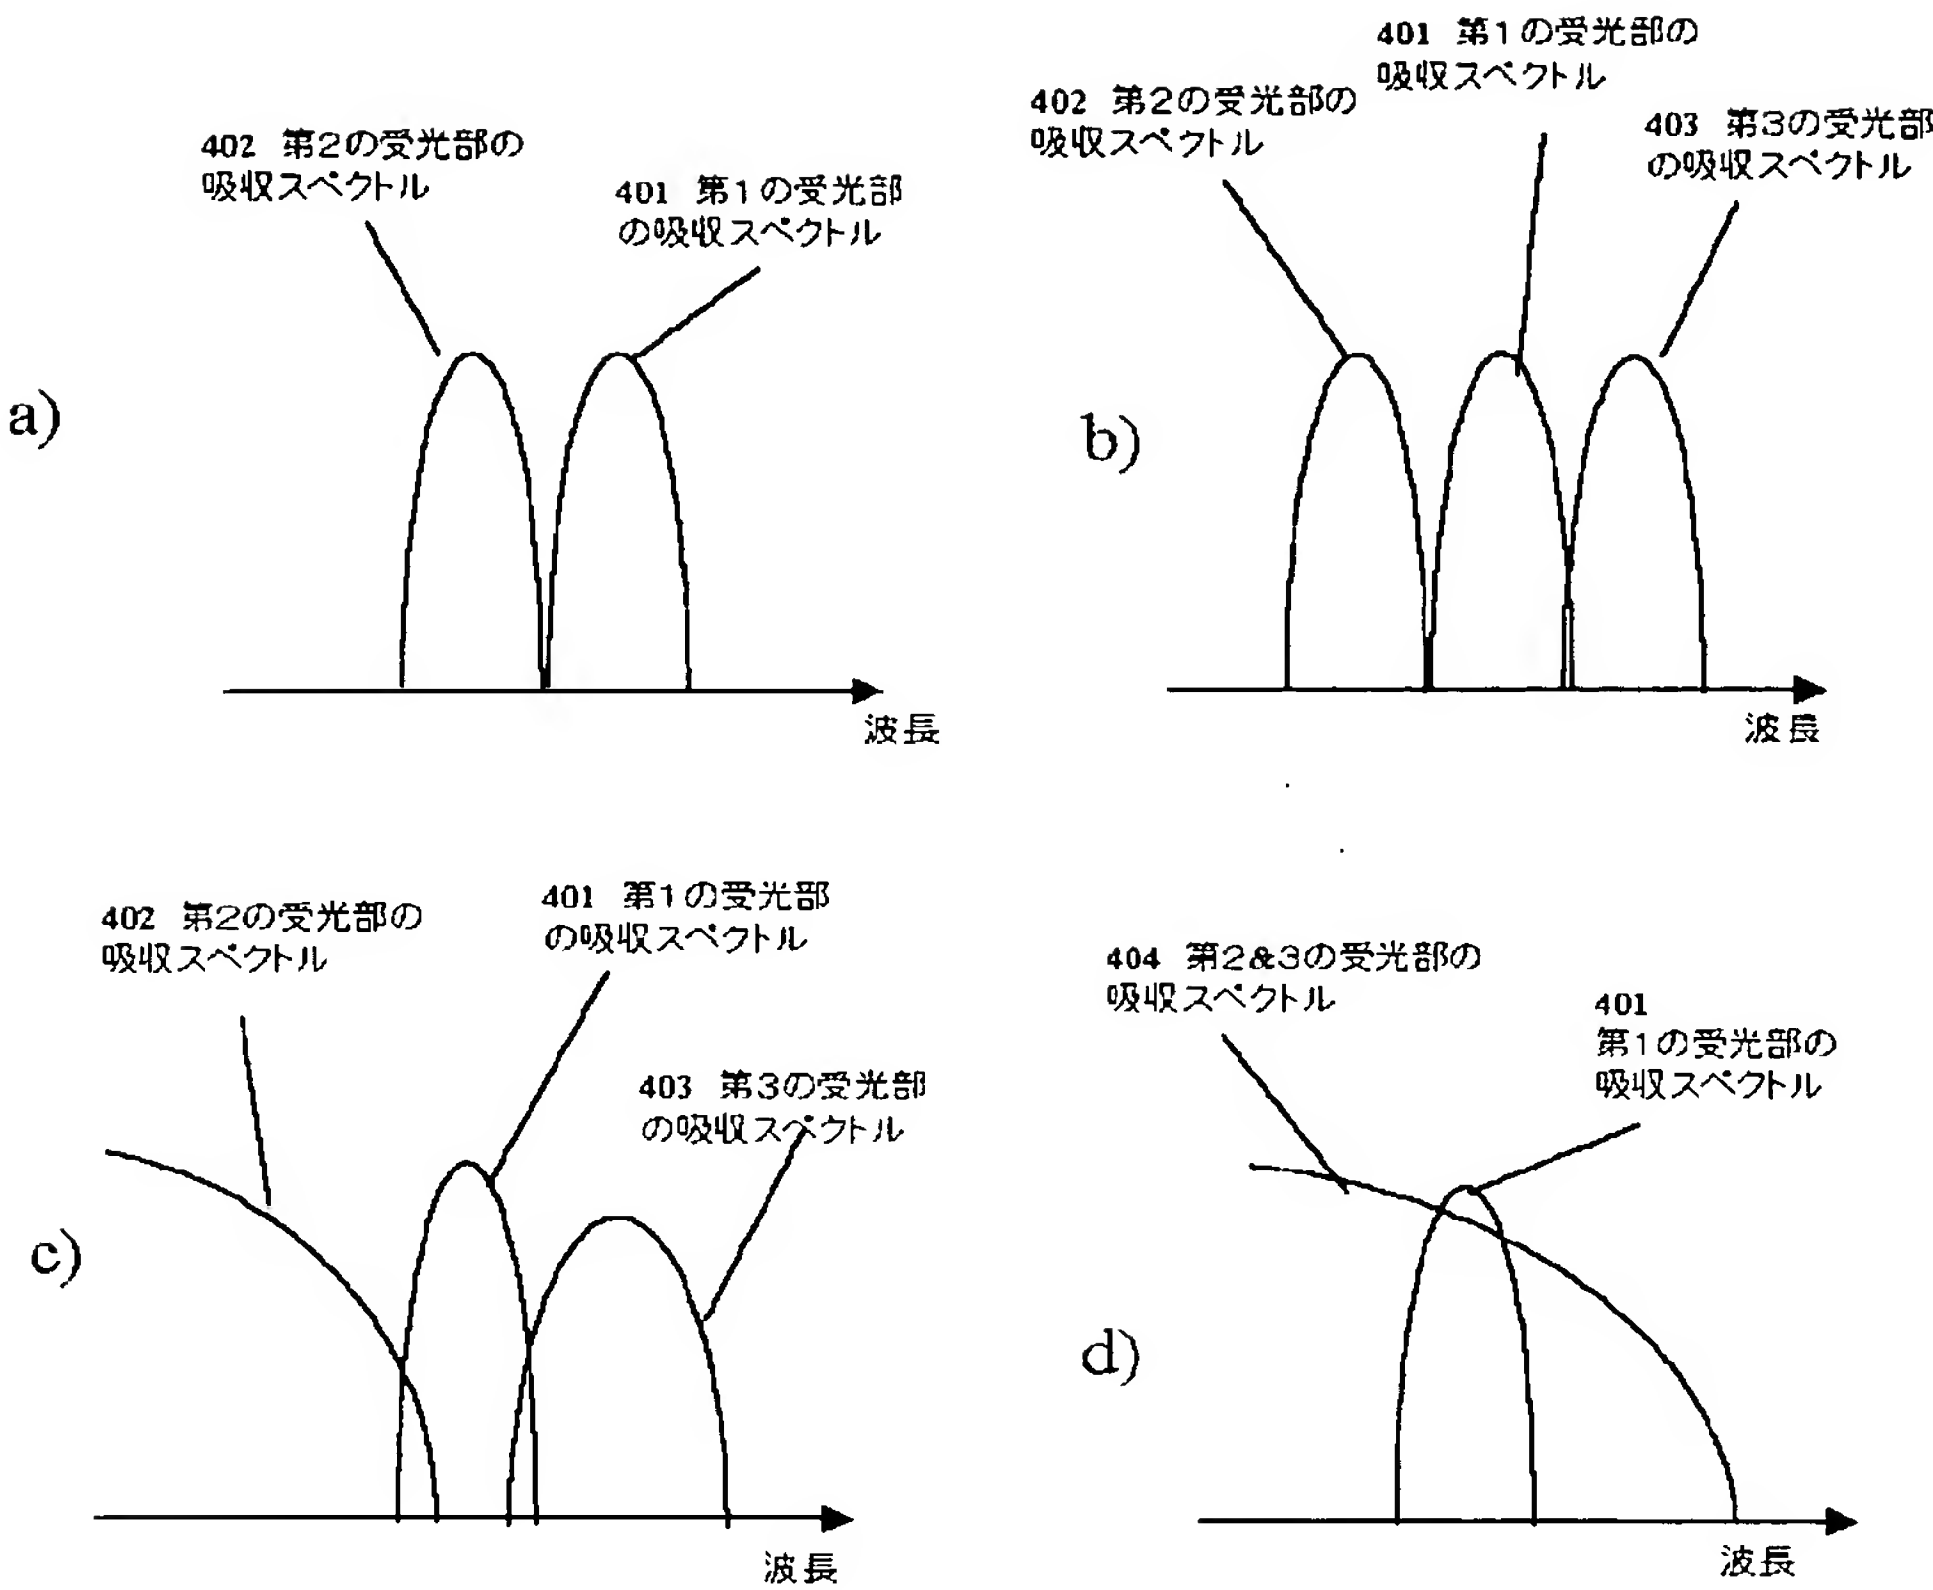 a)
402 第2の受光部の
吸収スペクトル
401 第1の受光部
の吸収スペクトル
波長
b)
402 第2の受光部の
吸収スペクトル
401 第1の受光部の
吸収スペクトル
403 第3の受光部
の吸収スペクトル
波長
c)
402 第2の受光部の
吸収スペクトル
401 第1の受光部
の吸収スペクトル
403 第3の受光部
の吸収スペクトル
波長
d)
404 第2&3の受光部の
吸収スペクトル
401
第1の受光部の
吸収スペクトル
波長